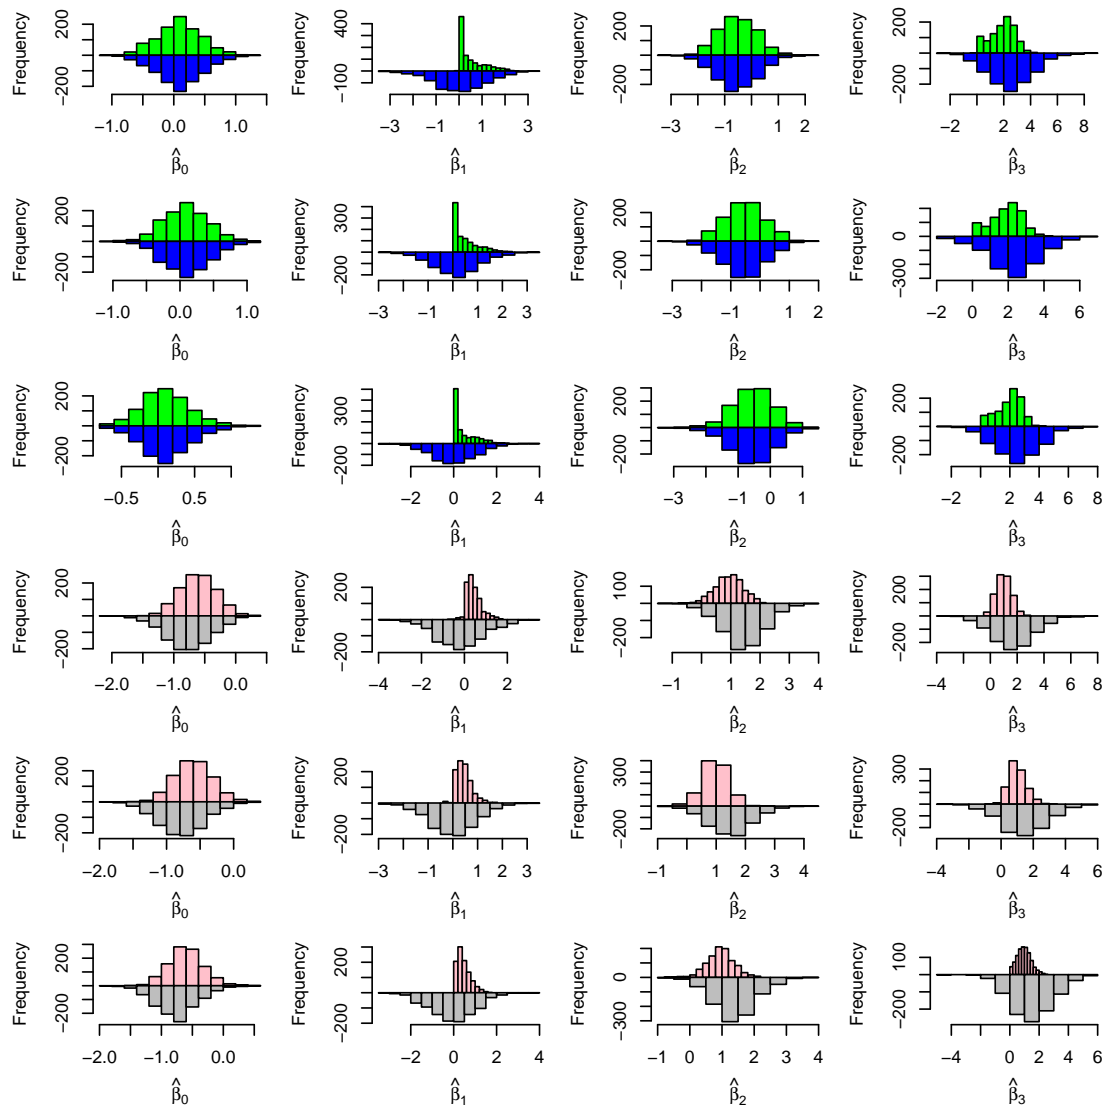 Frequency
−200 200
−1.0 0.0 1.0
β̂0
Frequency
−100 400
−3 −1 1 3
β̂1
Frequency
−200 200
−3 −1 0 1 2
β̂2
Frequency
−200 200
−2 2 4 6 8
β̂3
Frequency
−200 200
−1.0 0.0 1.0
β̂0
Frequency
−200 300
−3 −1 1 2 3
β̂1
Frequency
−200 200
−3 −1 1 2
β̂2
Frequency
−300 0
−2 0 2 4 6
β̂3
Frequency
−200 200
−0.5 0.5
β̂0
Frequency
−200 300
−2 0 2 4
β̂1
Frequency
−200 200
−3 −1 0 1
β̂2
Frequency
−200 200
−2 2 4 6 8
β̂3
Frequency
−200 200
−2.0 −1.0 0.0
β̂0
Frequency
−200 200
−4 −2 0 2
β̂1
Frequency
−200 100
−1 1 2 3 4
β̂2
Frequency
−200 200
−4 0 2 4 6 8
β̂3
Frequency
−200 200
−2.0 −1.0 0.0
β̂0
Frequency
−200 200
−3 −1 1 2 3
β̂1
Frequency
−200 300
−1 1 2 3 4
β̂2
Frequency
−200 300
−4 0 2 4 6
β̂3
Frequency
−200 200
−2.0 −1.0 0.0
β̂0
Frequency
−200 200
−2 0 2 4
β̂1
Frequency
−300 0
−1 0 1 2 3 4
β̂2
Frequency
−200 100
−4 0 2 4 6
β̂3